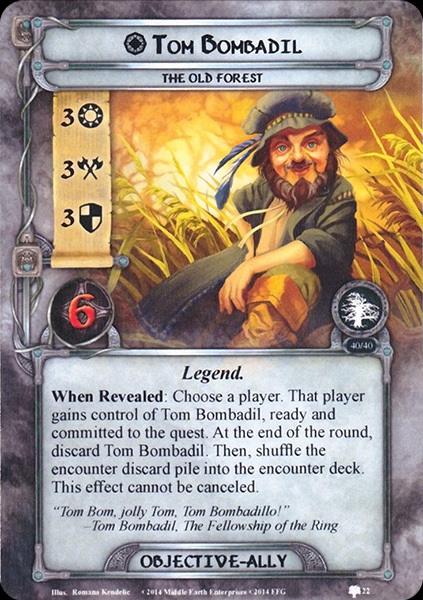 Tom Bombadil
The Old Forest
3
3
3
6
40/40
Legend.
When Revealed: Choose a player. That player
gains control of Tom Bombadil, ready and
committed to the quest. At the end of the round,
discard Tom Bombadil. Then, shuffle the
encounter discard pile into the encounter deck.
This effect cannot be canceled.
“Tom Bom, jolly Tom, Tom Bombadillo!”
–Tom Bombadil, The Fellowship of the Ring
Objective-Ally
Illus. Romana Kendelic ©2014 Middle Earth Enterprises ©2014 FFG 22